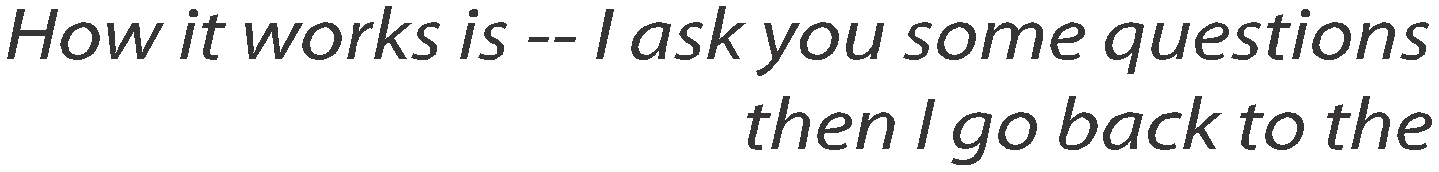 How it works is -- I ask you some questions
then I go back to the